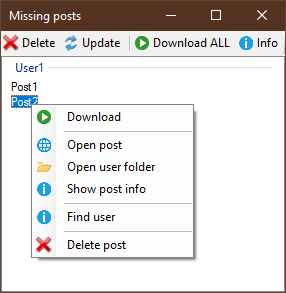 Missing posts
Delete Update Download ALL Info
User1
Post1
Post2
Download
Open post
Open user folder
Show post info
Find user
Delete post